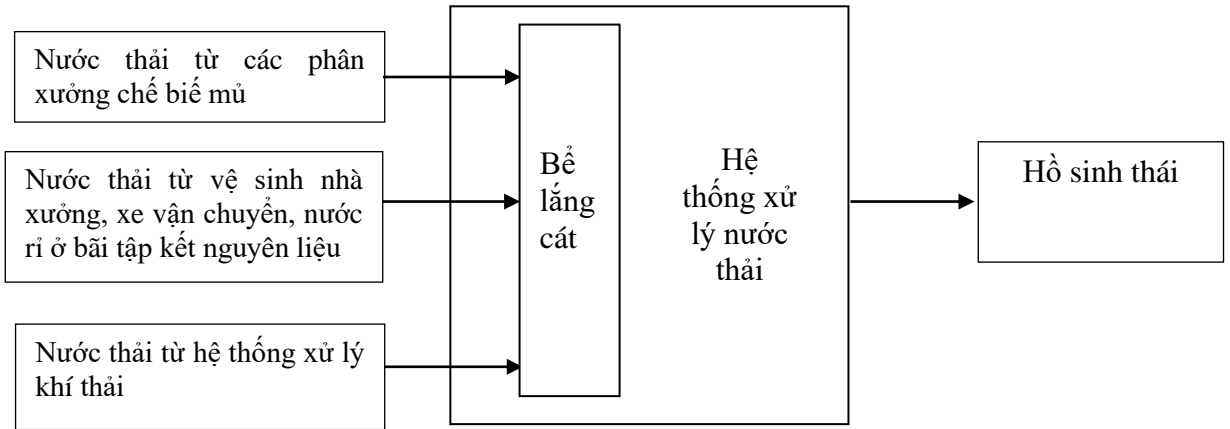 Nước thải từ các phân
xưởng chế biế mủ
Nước thải từ vệ sinh nhà
xưởng, xe vận chuyển, nước
rỉ ở bãi tập kết nguyên liệu
Nước thải từ hệ thống xử lý
khí thải
Bể
lắng
cát
Hệ
thống xử
lý nước
thải
Hồ sinh thái